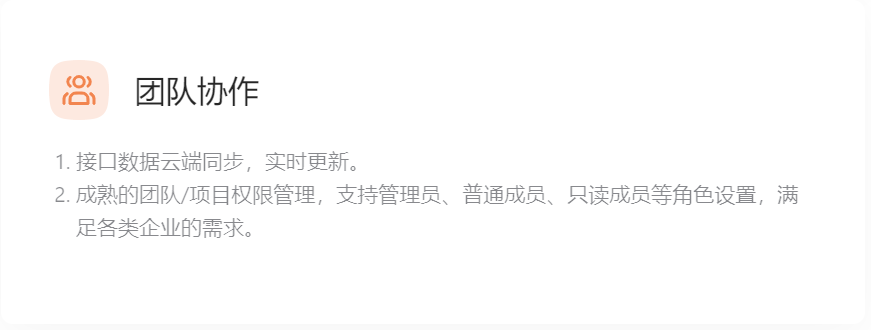 团队协作
1. 接口数据云端同步，实时更新。
2. 成熟的团队/项目权限管理，支持管理员、普通成员、只读成员等角色设置，满
足各类企业的需求。